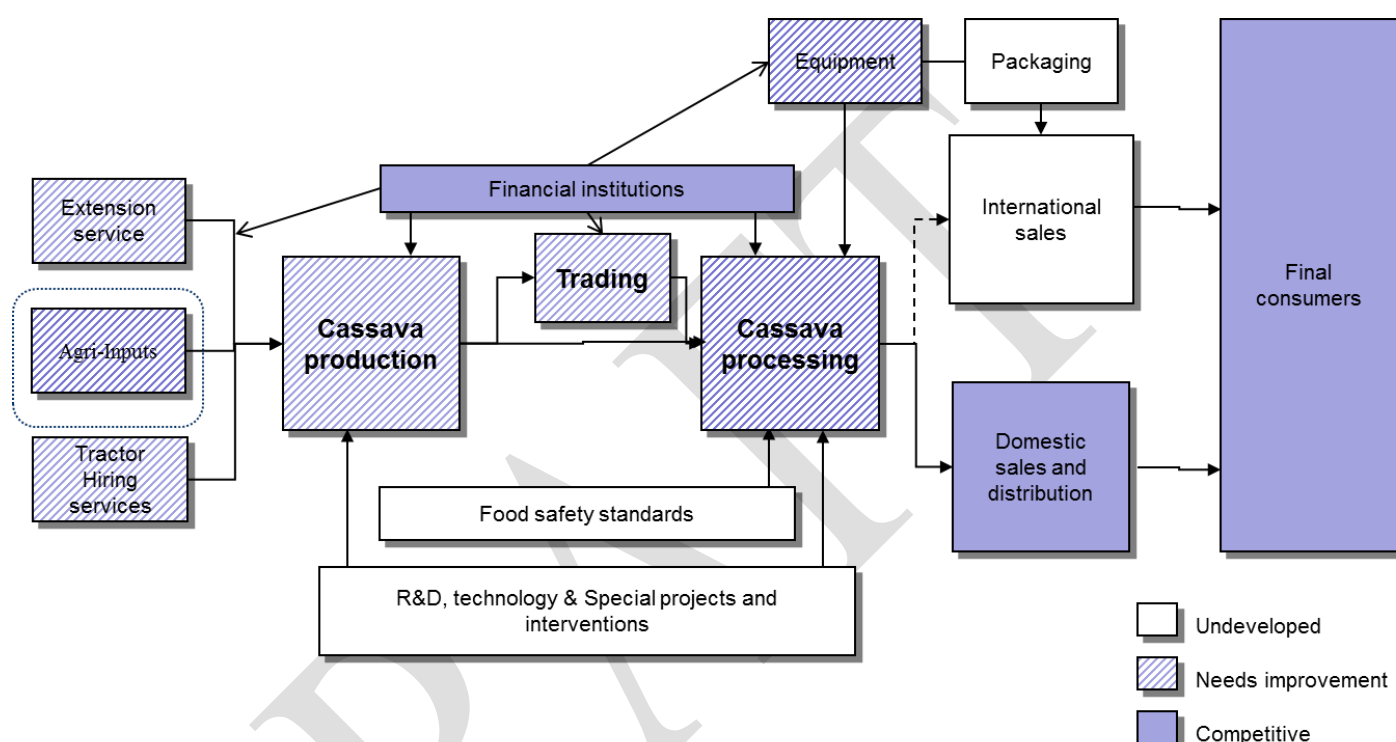 Equipment
Packaging
Financial institutions
Extension
service
International
sales
Trading
Final
consumers
Agri-Inputs
Cassava
production
Cassava
processing
Tractor
Hiring
services
Domestic
sales and
distribution
Food safety standards
R&D, technology & Special projects and
interventions
Undeveloped
Needs improvement
Competitive
DRAFT